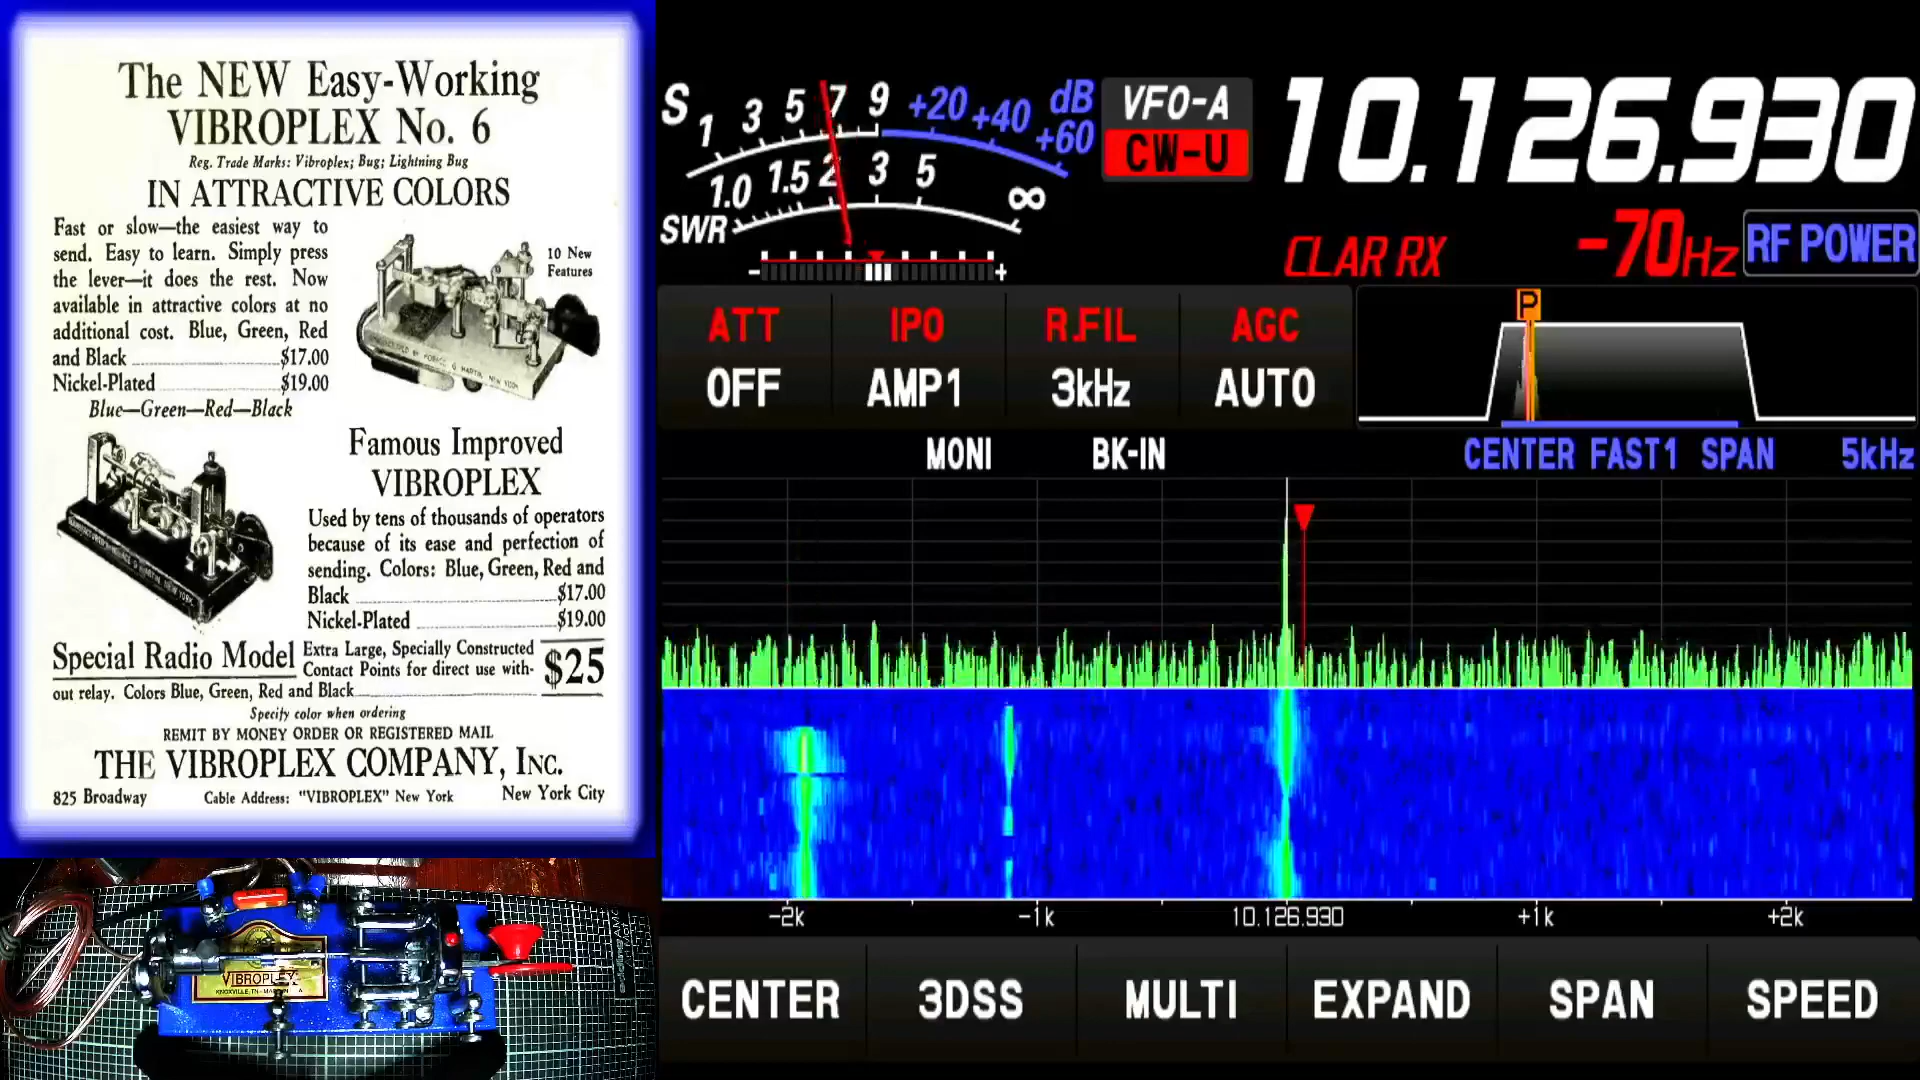 The NEW Easy-Working
VIBROPLEX No. 6
Reg. Trade Marks: Vibroplex; Bug; Lightning Bug
IN ATTRACTIVE COLORS
Fast or slow—the easiest way to
send. Easy to learn. Simply press
the lever—it does the rest. Now
available in attractive colors at no
additional cost. Blue, Green, Red
and Black $17.00
Nickel-Plated $19.00
Blue—Green—Red—Black
10 New
Features
Famous Improved
VIBROPLEX
Used by tens of thousands of operators
because of its ease and perfection of
sending. Colors: Blue, Green, Red and
Black $17.00
Nickel-Plated $19.00
Special Radio Model Extra Large, Specially Constructed
Contact Points for direct use with-
out relay. Colors Blue, Green, Red and Black $25
Specify color when ordering
REMIT BY MONEY ORDER OR REGISTERED MAIL
THE VIBROPLEX COMPANY, INC.
825 Broadway Cable Address: "VIBROPLEX" New York New York City
VIBROPLEX
S 1 3 5 7 9 +20 +40 +60 dB
SWR 1.0 1.5 2 3 5 ∞
- +
VFO-A
CW-U
10.126.930
CLAR RX -70Hz RF POWER
ATT IPO R.FIL AGC
OFF AMP1 3kHz AUTO
P
MONI BK-IN CENTER FAST1 SPAN 5kHz
-2k -1k 10.126.930 +1k +2k
CENTER 3DSS MULTI EXPAND SPAN SPEED